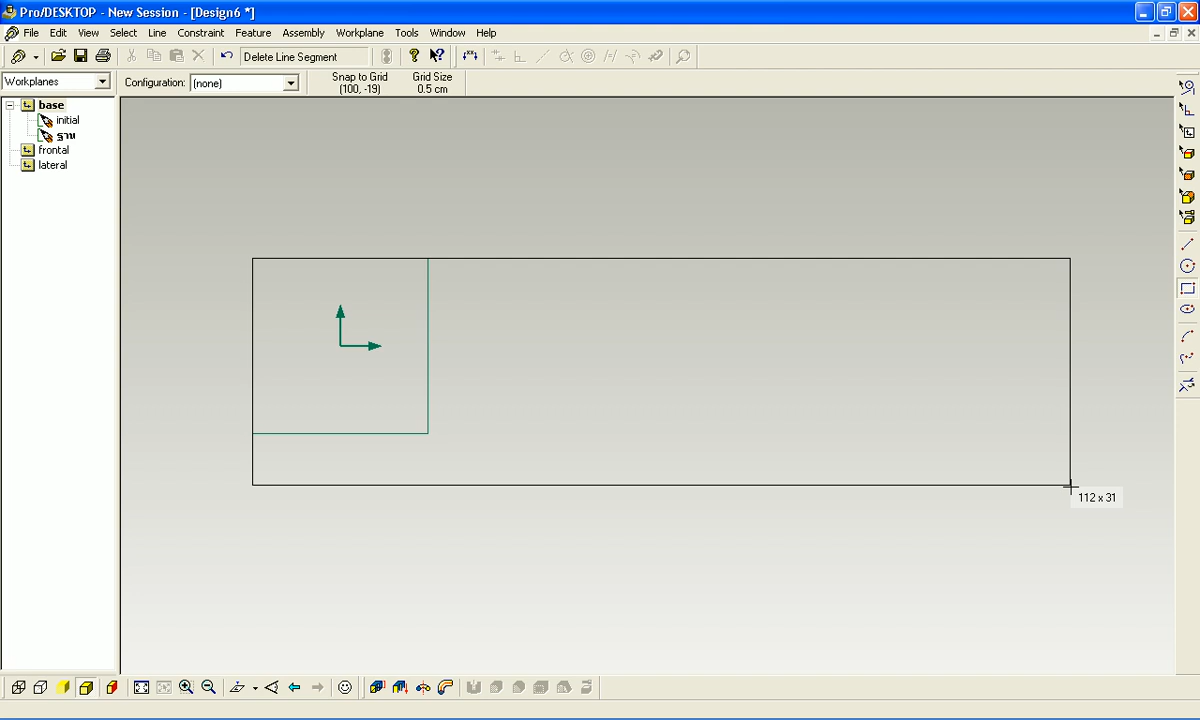 Pro/DESKTOP - New Session - [Design6 *]
File Edit View Select Line Constraint Feature Assembly Workplane Tools Window Help
Delete Line Segment
Workplanes Configuration: (none) Snap to Grid Grid Size
(100, -19) 0.5 cm
base
initial
ฐาน
frontal
lateral
112 x 31